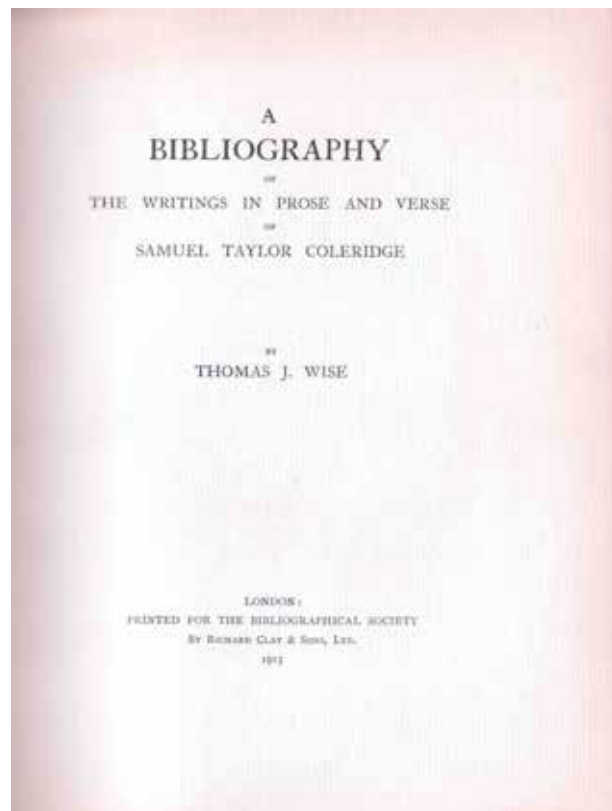 A
BIBLIOGRAPHY
OF
THE WRITINGS IN PROSE AND VERSE
OF
SAMUEL TAYLOR COLERIDGE
BY
THOMAS J. WISE
LONDON:
PRINTED FOR THE BIBLIOGRAPHICAL SOCIETY
BY RICHARD CLAY & SONS, LTD.
1913